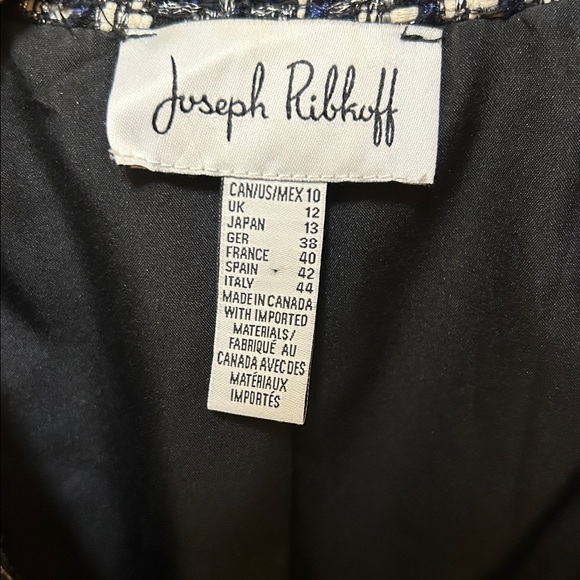 Joseph Ribkoff
CAN/US/MEX 10
UK 12
JAPAN 13
GER 38
FRANCE 40
SPAIN 42
ITALY 44
MADE IN CANADA
WITH IMPORTED
MATERIALS/
FABRIQUÉ AU
CANADA AVEC DES
MATÉRIAUX
IMPORTÉS